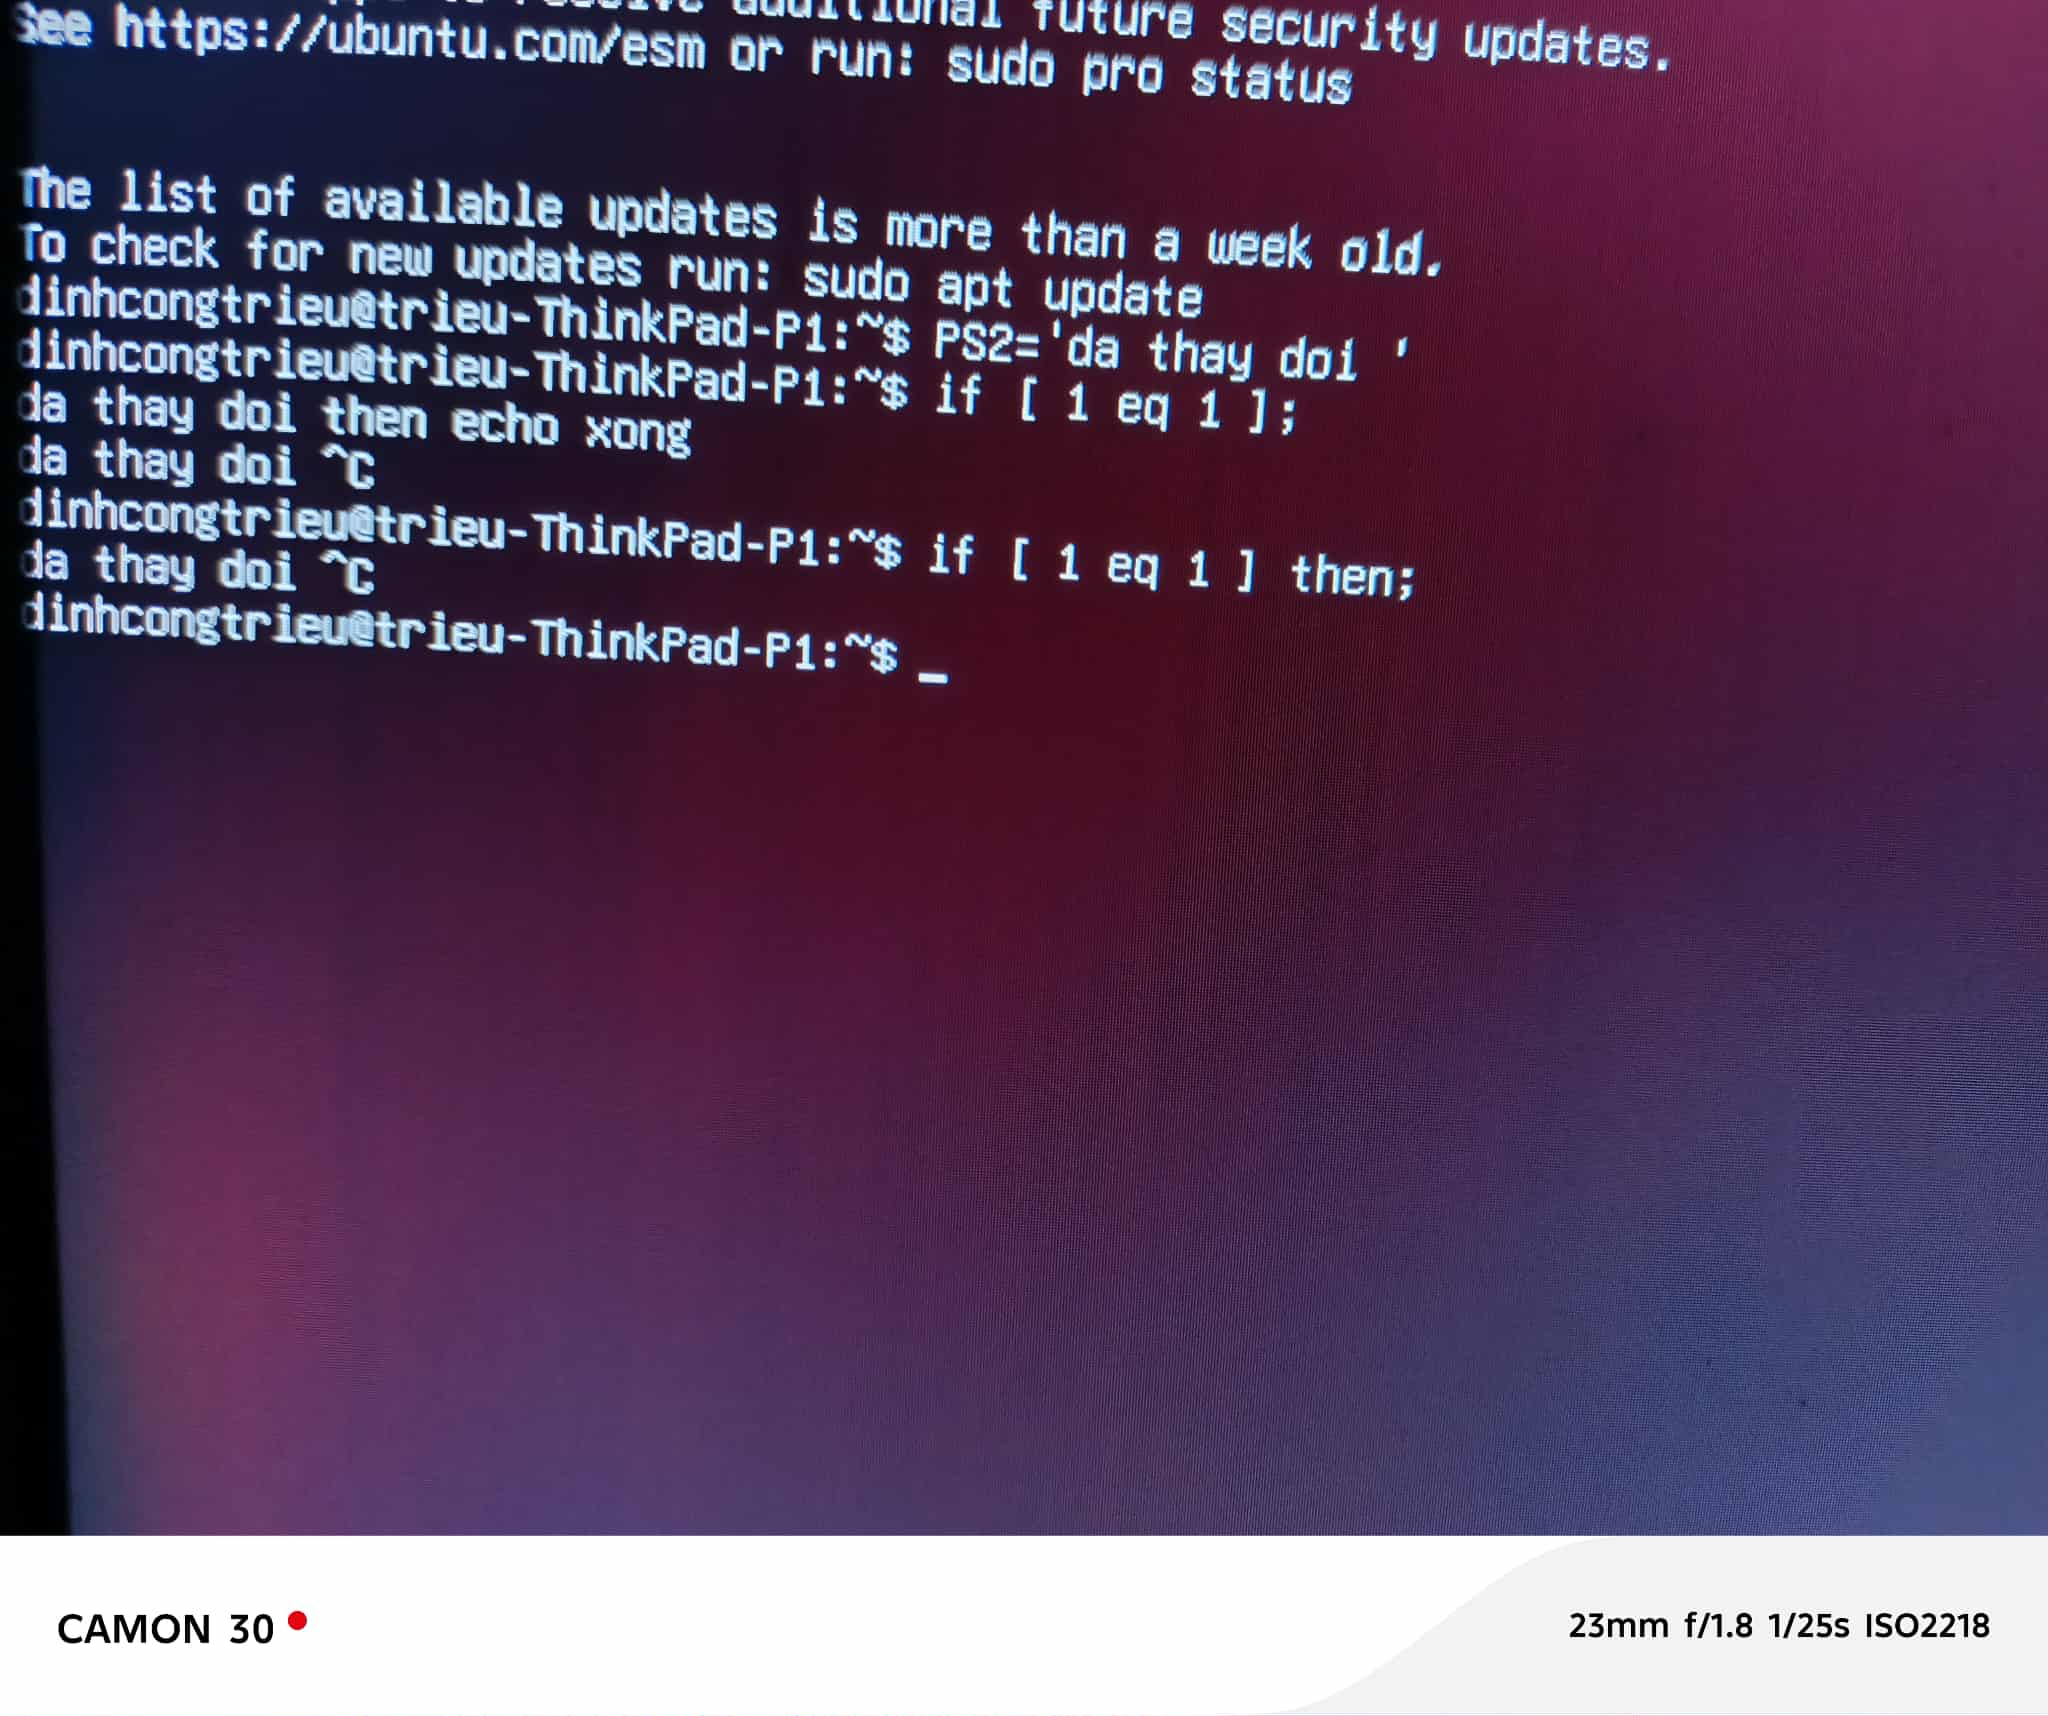 additional future security updates.
See https://ubuntu.com/esm or run: sudo pro status
The list of available updates is more than a week old.
To check for new updates run: sudo apt update
dinhcongtrieu@trieu-ThinkPad-P1:~$ PS2='da thay doi '
dinhcongtrieu@trieu-ThinkPad-P1:~$ if [ 1 eq 1 ];
da thay doi then echo xong
da thay doi ^C
dinhcongtrieu@trieu-ThinkPad-P1:~$ if [ 1 eq 1 ] then;
da thay doi ^C
dinhcongtrieu@trieu-ThinkPad-P1:~$ _
CAMON 30
23mm f/1.8 1/25s ISO2218